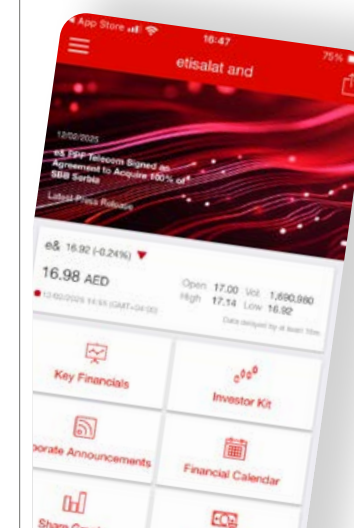 App Store
16:47
75%
etisalat and
12/02/2025
e& PPF Telecom Signed an
Agreement to Acquire 100% of
SBB Serbia
Latest Press Release
e& 16.92 (-0.24%)
16.98 AED
Open 17.00 Vol. 1,690,980
High 17.14 Low 16.92
Data delayed by at least 15m
Key Financials
Investor Kit
porate Announcements
Financial Calendar
Share